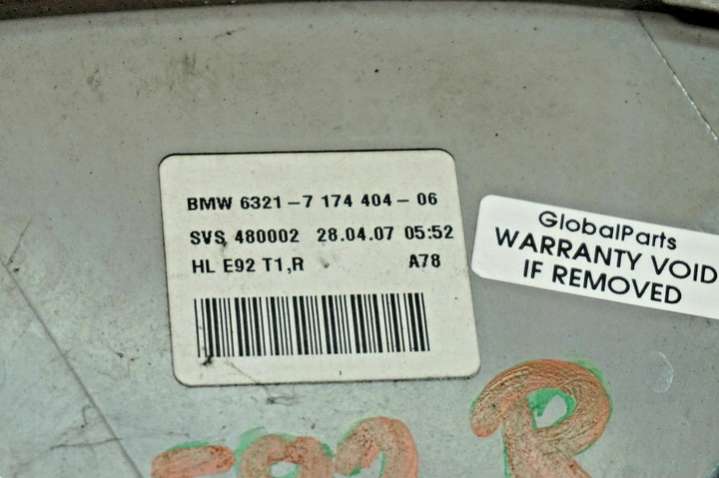 BMW 6321-7 174 404-06
SVS 480002 28.04.07 05:52
HL E92 T1,R A78
GlobalParts
WARRANTY VOID
IF REMOVED
E92 R